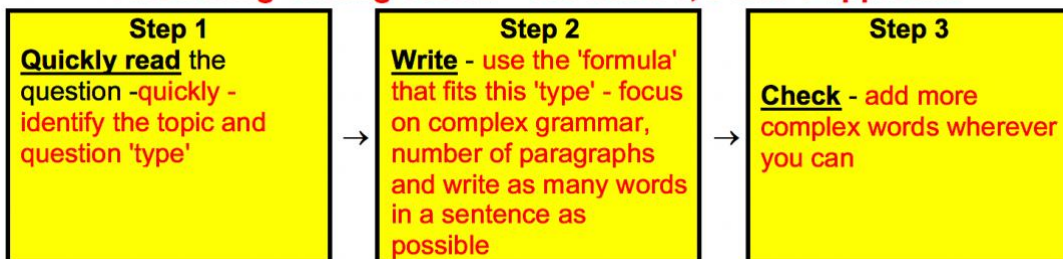 Step 1
Quickly read the
question -quickly -
identify the topic and
question 'type'
→
Step 2
Write - use the 'formula'
that fits this 'type' - focus
on complex grammar,
number of paragraphs
and write as many words
in a sentence as
possible
→
Step 3
Check - add more
complex words wherever
you can